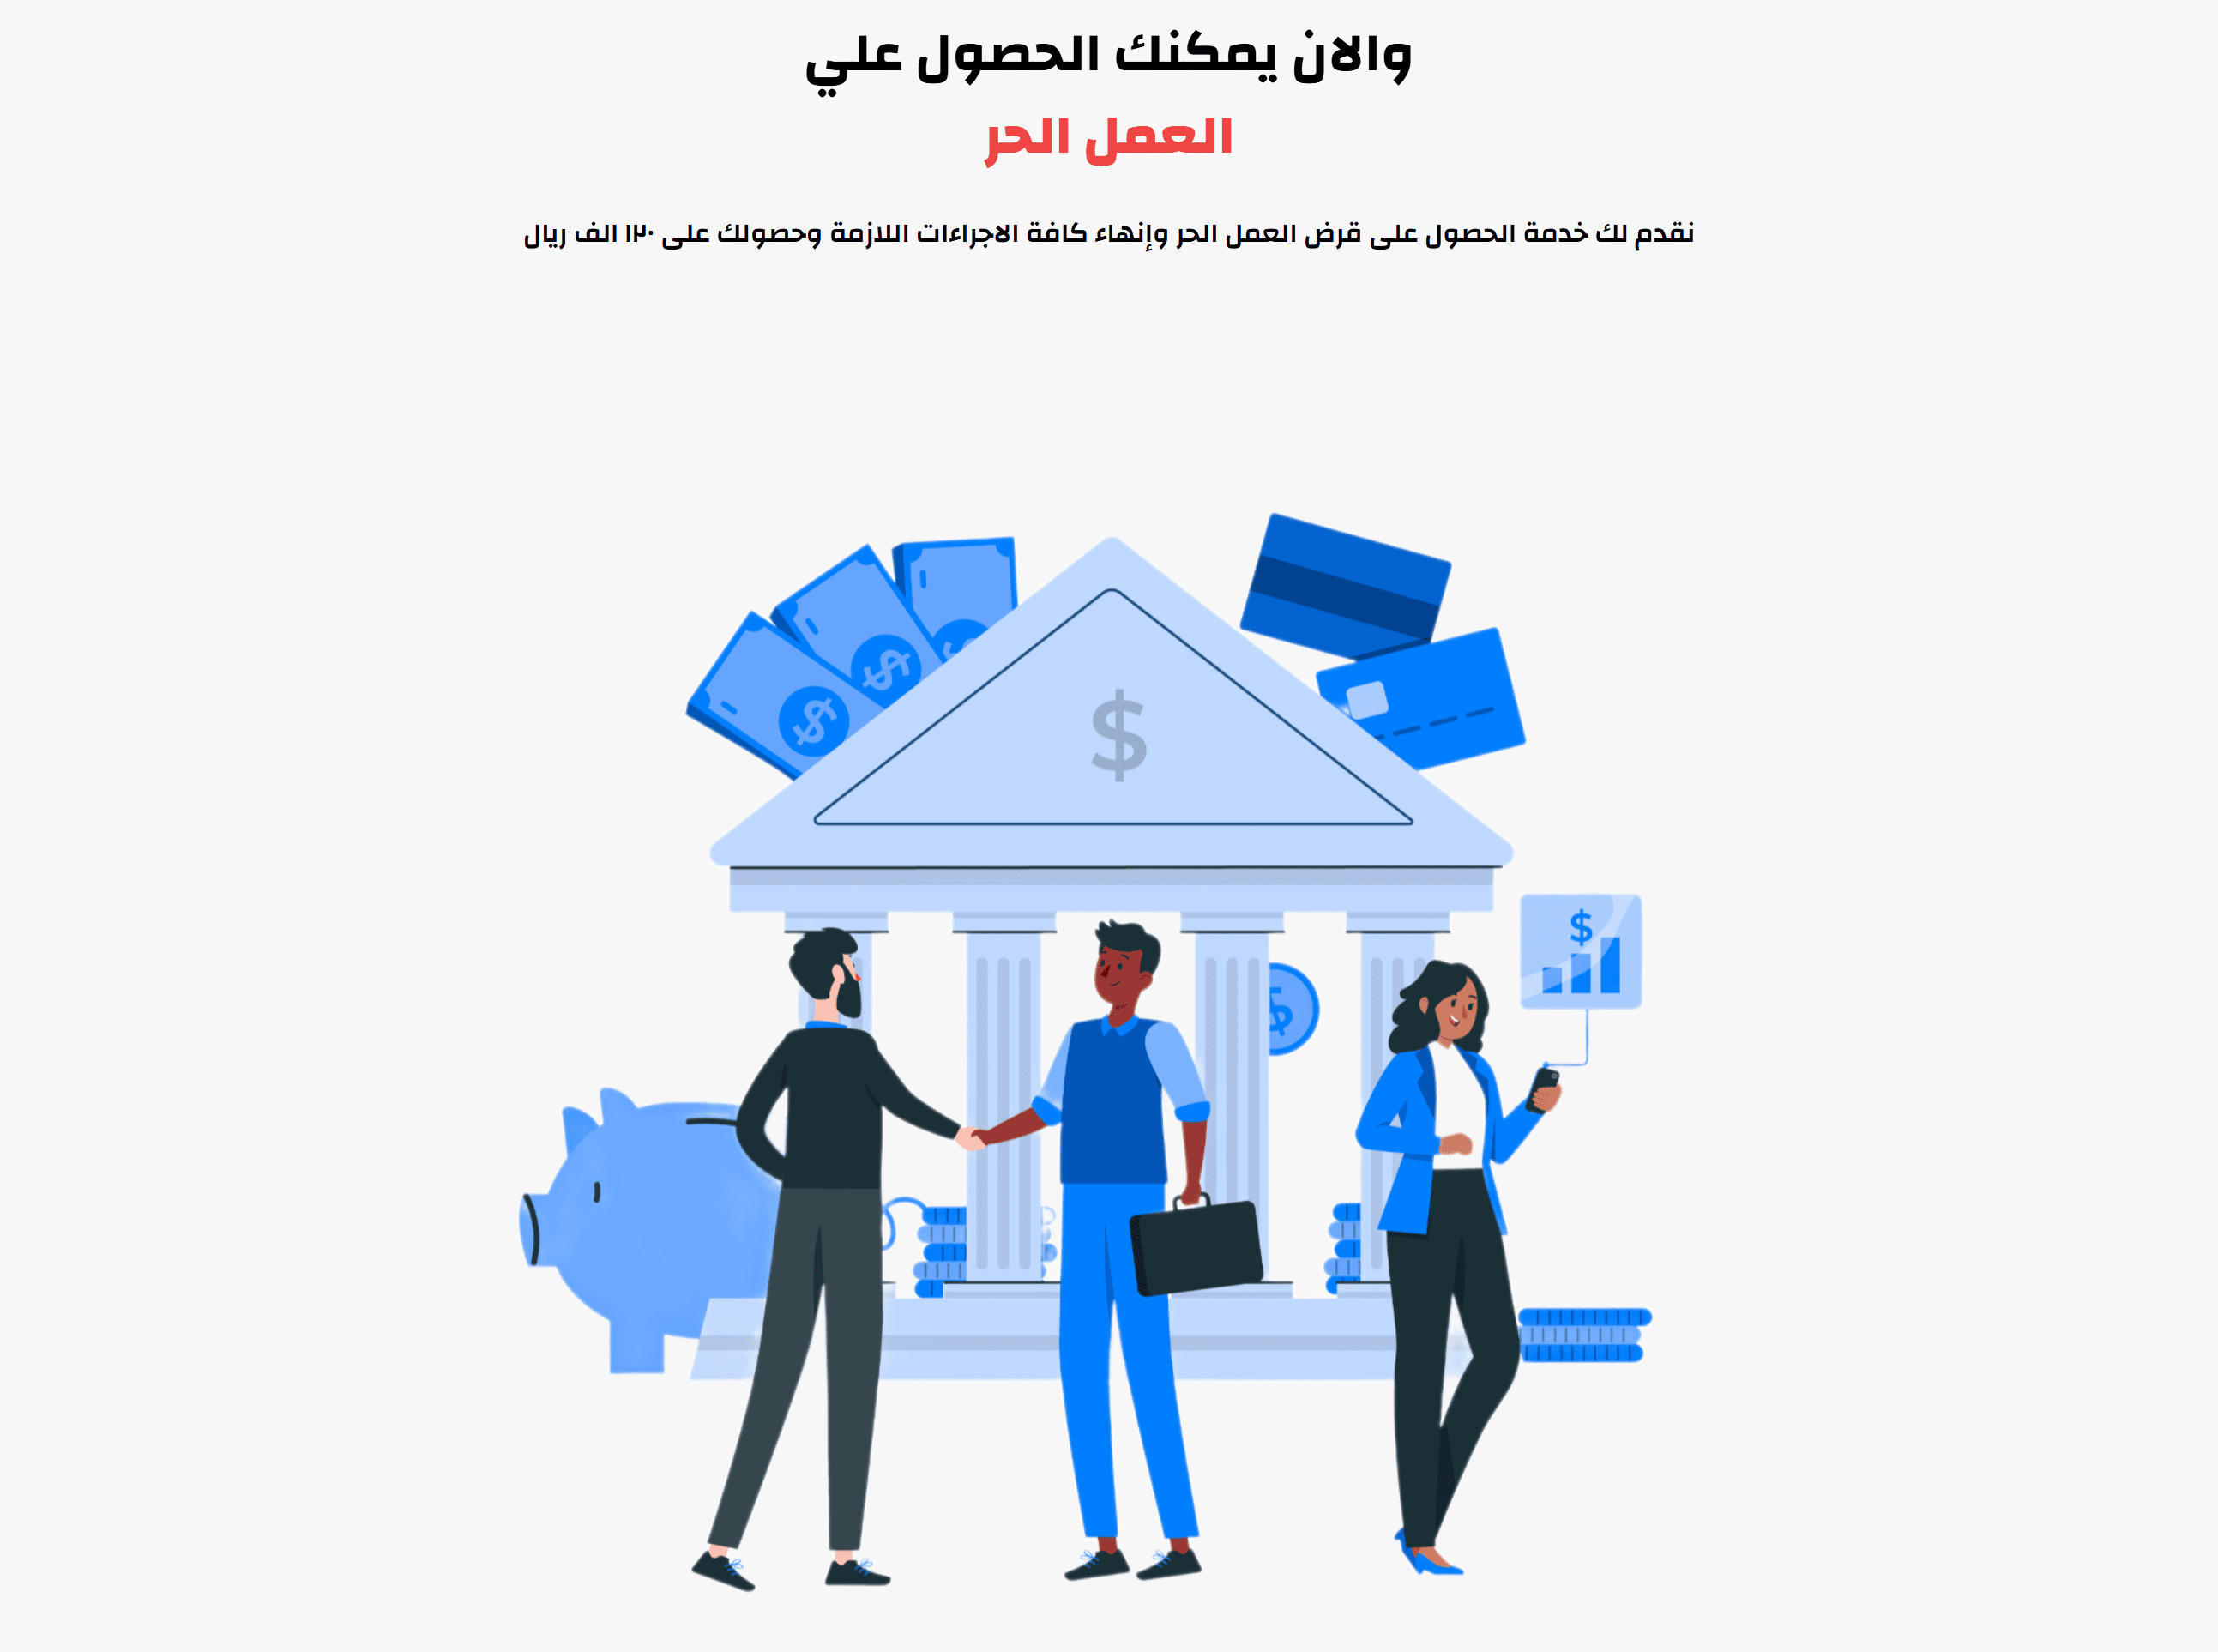 والان يمكنك الحصول علي
العمل الحر
نقدم لك خدمة الحصول على قرض العمل الحر وإنهاء كافة الاجراءات اللازمة وحصولك على ١٢٠ الف ريال
$
$
$
$
$
$